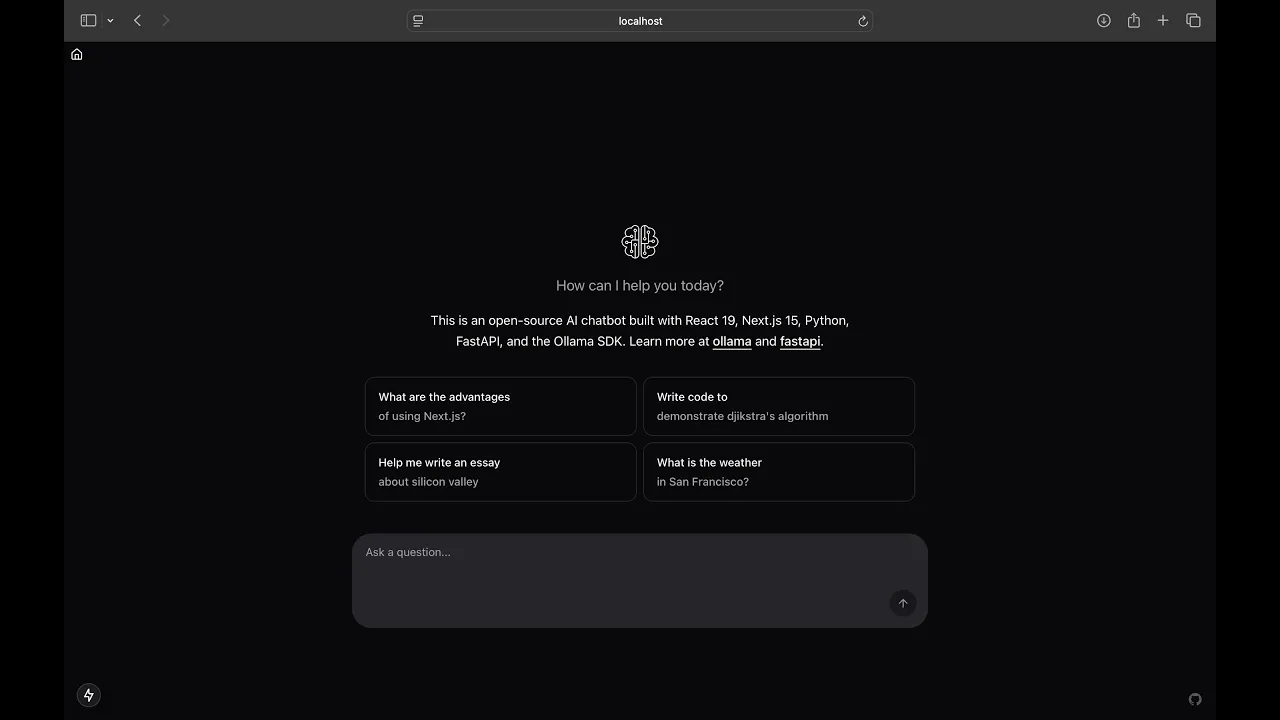 localhost
How can I help you today?
This is an open-source AI chatbot built with React 19, Next.js 15, Python,
FastAPI, and the Ollama SDK. Learn more at ollama and fastapi.
What are the advantages
of using Next.js?
Write code to
demonstrate djikstra's algorithm
Help me write an essay
about silicon valley
What is the weather
in San Francisco?
Ask a question...